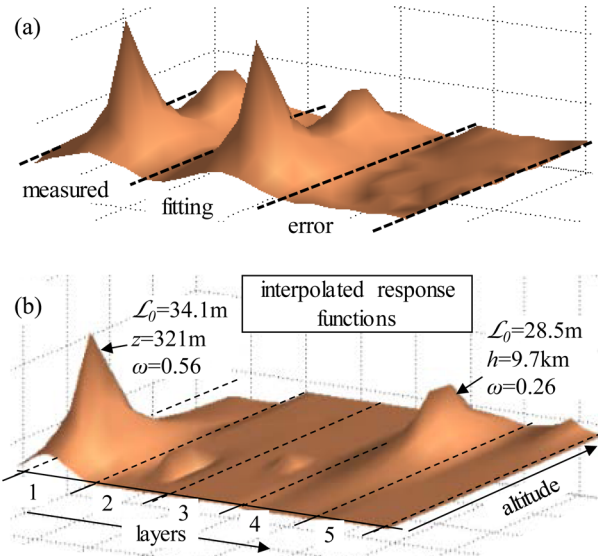 (a)
measured
fitting
error
(b)
ℒ₀=34.1m
z=321m
ω=0.56
interpolated response
functions
ℒ₀=28.5m
h=9.7km
ω=0.26
1
2
3
4
5
layers
altitude